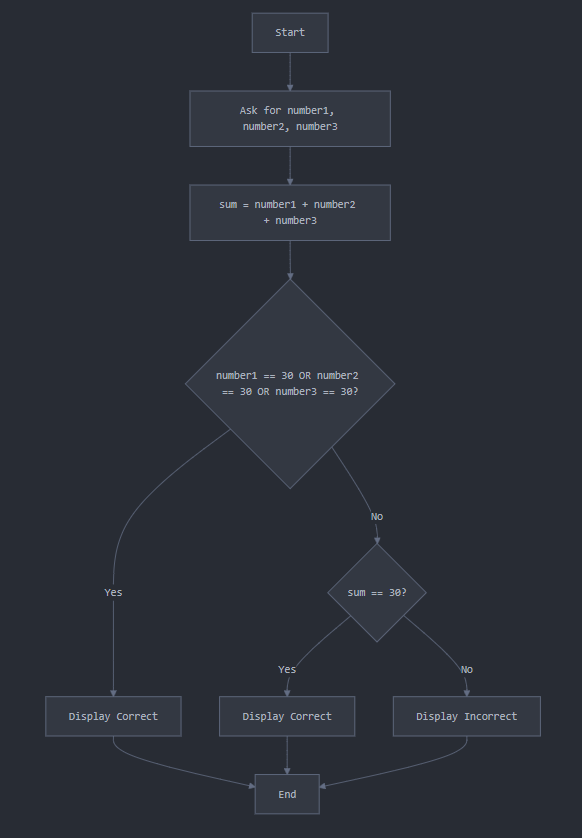 Start
Ask for number1,
number2, number3
sum = number1 + number2
+ number3
number1 == 30 OR number2
== 30 OR number3 == 30?
No
Yes
sum == 30?
Yes
No
Display Correct
Display Correct
Display Incorrect
End